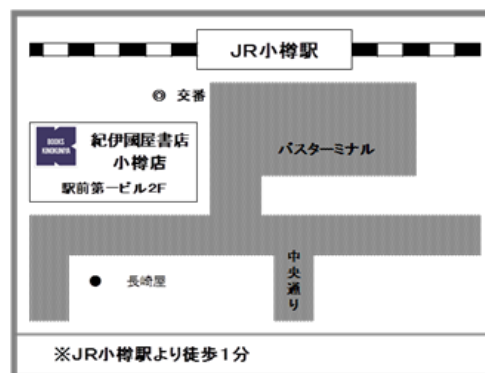 JR小樽駅
◎ 交番
BOOKS
KINOKUNIYA
紀伊國屋書店
小樽店
駅前第一ビル2F
バスターミナル
中央通り
● 長崎屋
※JR小樽駅より徒歩1分